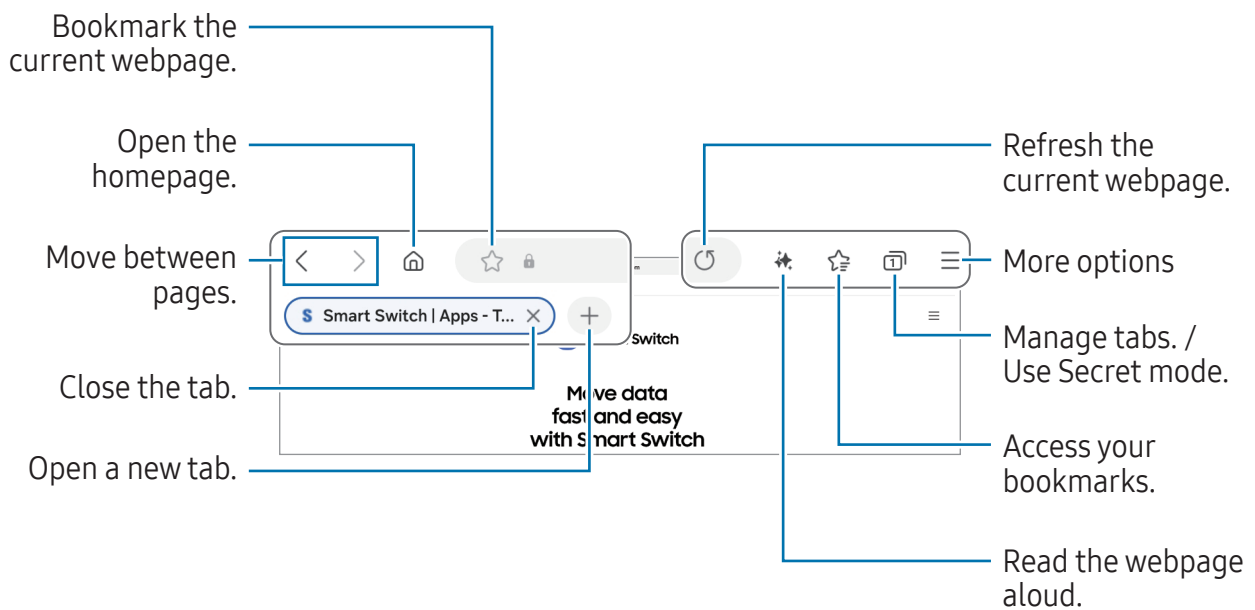 Bookmark the
current webpage.
Open the
homepage.
Move between
pages.
Close the tab.
Open a new tab.
S Smart Switch | Apps - T...
Switch
Move data
fast and easy
with Smart Switch
1
Refresh the
current webpage.
More options
Manage tabs. /
Use Secret mode.
Access your
bookmarks.
Read the webpage
aloud.